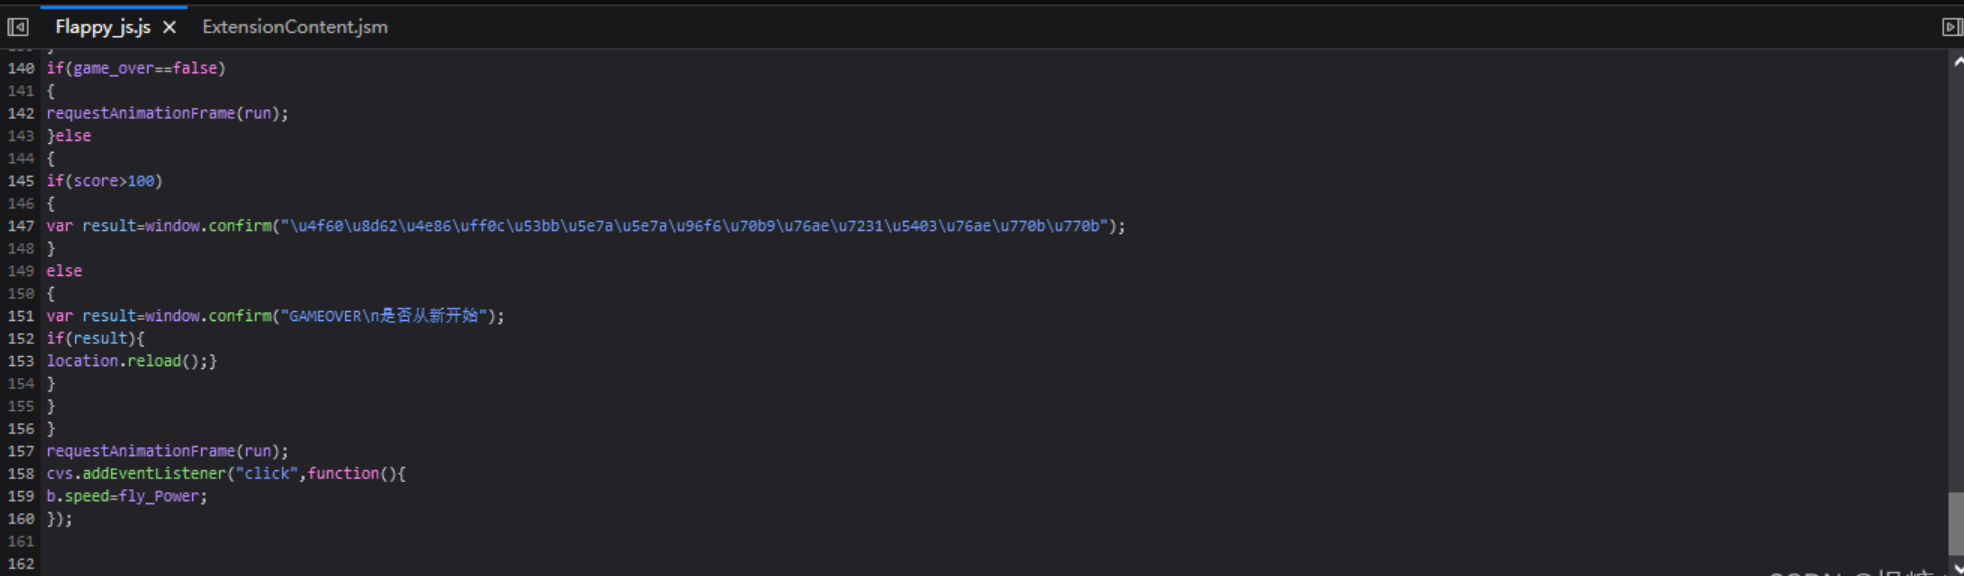 Flappy_js.js ExtensionContent.jsm
140 if(game_over==false)
141 {
142 requestAnimationFrame(run);
143 }else
144 {
145 if(score>100)
146 {
147 var result=window.confirm("\u4f60\u8d62\u4e86\uff0c\u53bb\u5e7a\u5e7a\u96f6\u70b9\u76ae\u7231\u5403\u76ae\u770b\u770b");
148 }
149 else
150 {
151 var result=window.confirm("GAMEOVER\n是否从新开始");
152 if(result){
153 location.reload();}
154 }
155 }
156 }
157 requestAnimationFrame(run);
158 cvs.addEventListener("click",function(){
159 b.speed=fly_Power;
160 });
161
162